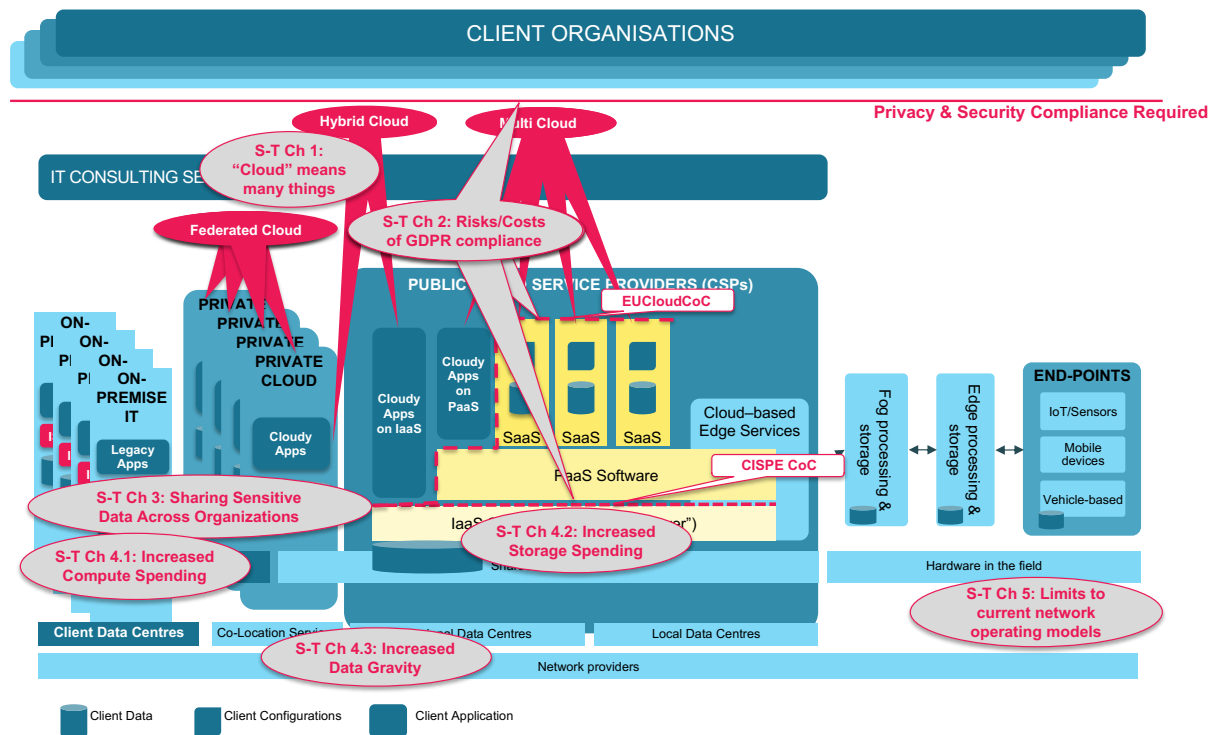 CLIENT ORGANISATIONS
Privacy & Security Compliance Required
Hybrid Cloud
Multi Cloud
S-T Ch 1:
“Cloud” means
many things
IT CONSULTING
S-T Ch 2: Risks/Costs
of GDPR compliance
Federated Cloud
PUBLIC
SERVICE PROVIDERS (CSPs)
EUCloudCoC
ON-
ON-
ON-
ON-
PREMISE
IT
Legacy
Apps
PRIVATE
PRIVATE
PRIVATE
PRIVATE
CLOUD
Cloudy
Apps
Cloudy
Apps
on IaaS
Cloudy
Apps
on
PaaS
SaaS
SaaS
SaaS
Cloud–based
Edge Services
PaaS Software
CISPE CoC
IaaS
Fog processing &
storage
Edge processing &
storage
END-POINTS
IoT/Sensors
Mobile
devices
Vehicle-based
S-T Ch 3: Sharing Sensitive
Data Across Organizations
S-T Ch 4.2: Increased
Storage Spending
S-T Ch 4.1: Increased
Compute Spending
Hardware in the field
S-T Ch 5: Limits to
current network
operating models
Client Data Centres
Co-Location
Data Centres
Local Data Centres
S-T Ch 4.3: Increased
Data Gravity
Network providers
Client Data
Client Configurations
Client Application